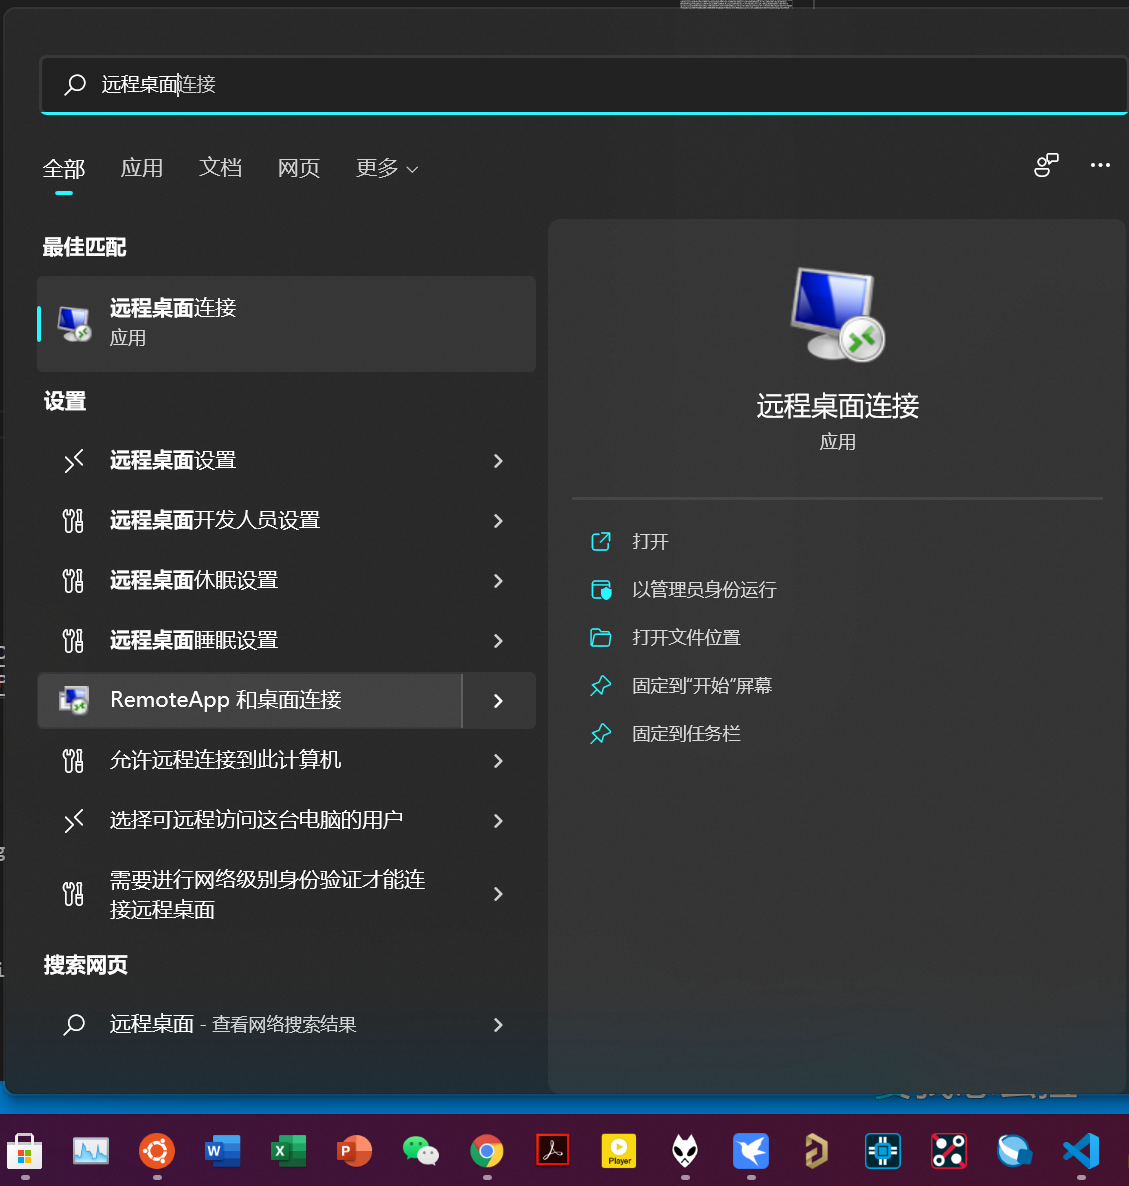 远程桌面连接
全部 应用 文档 网页 更多
最佳匹配
远程桌面连接
应用
设置
远程桌面设置
远程桌面开发人员设置
远程桌面休眠设置
远程桌面睡眠设置
RemoteApp 和桌面连接
允许远程连接到此计算机
选择可远程访问这台电脑的用户
需要进行网络级别身份验证才能连
接远程桌面
搜索网页
远程桌面 - 查看网络搜索结果
远程桌面连接
应用
打开
以管理员身份运行
打开文件位置
固定到“开始”屏幕
固定到任务栏
W
X
P
Player